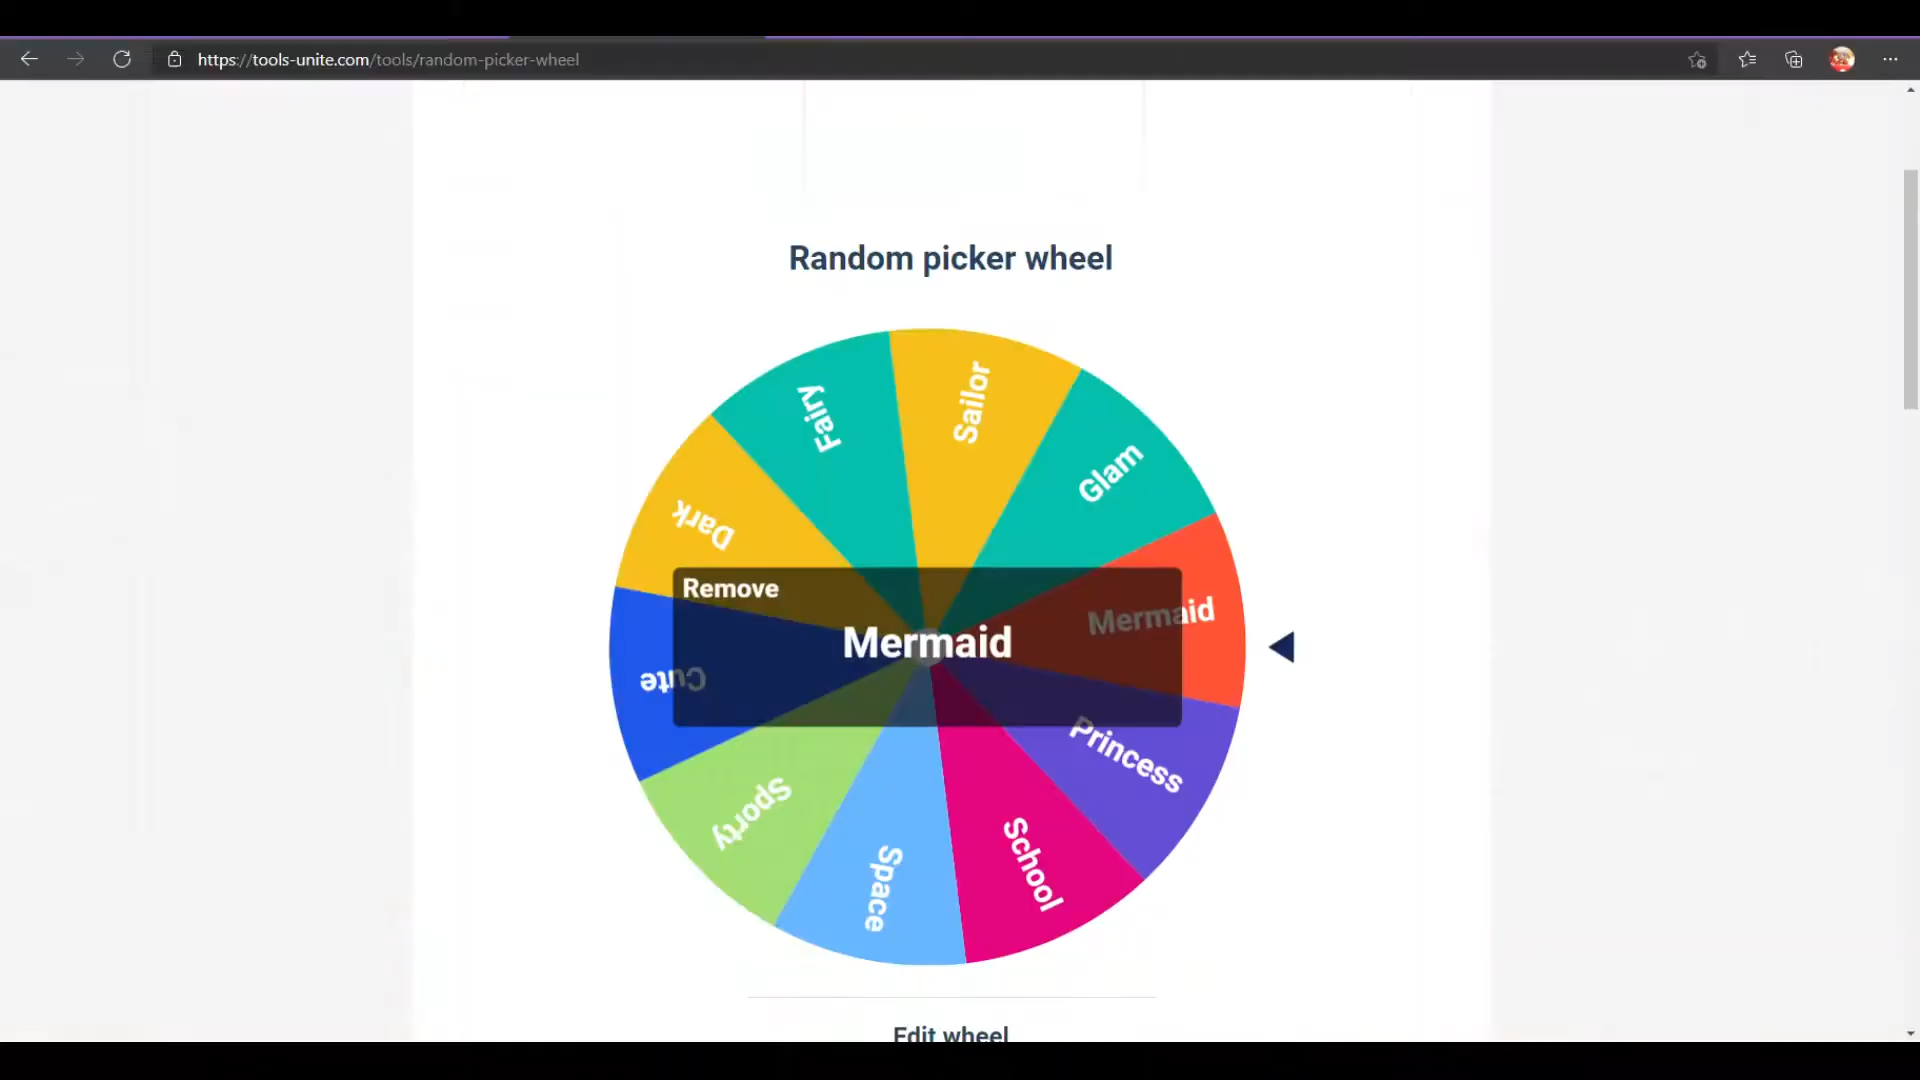 https://tools-unite.com/tools/random-picker-wheel
Random picker wheel
Fairy
Sailor
Glam
Dark
Remove
Mermaid
Mermaid
Cute
Princess
Sporty
School
Space
Edit wheel